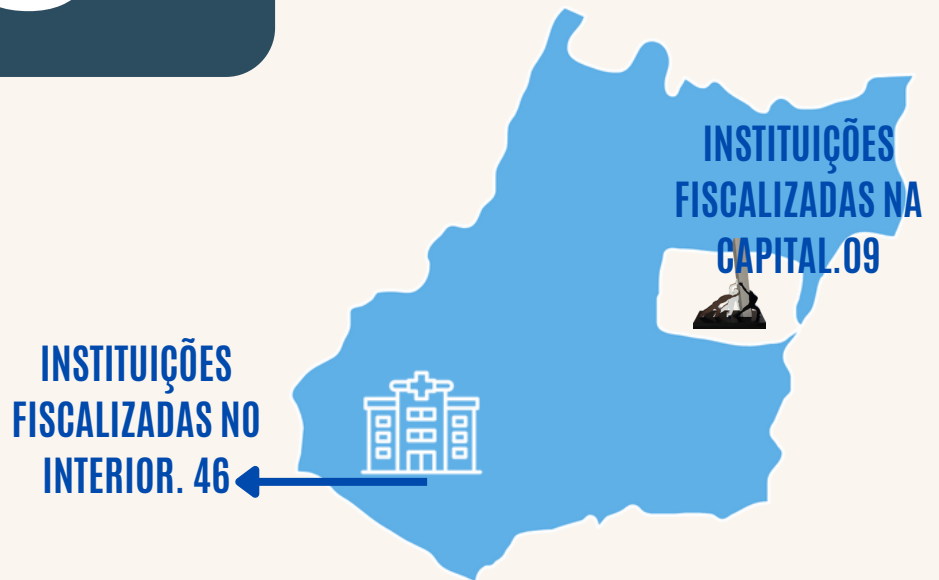 INSTITUIÇÕES
FISCALIZADAS NA
CAPITAL.09
INSTITUIÇÕES
FISCALIZADAS NO
INTERIOR. 46